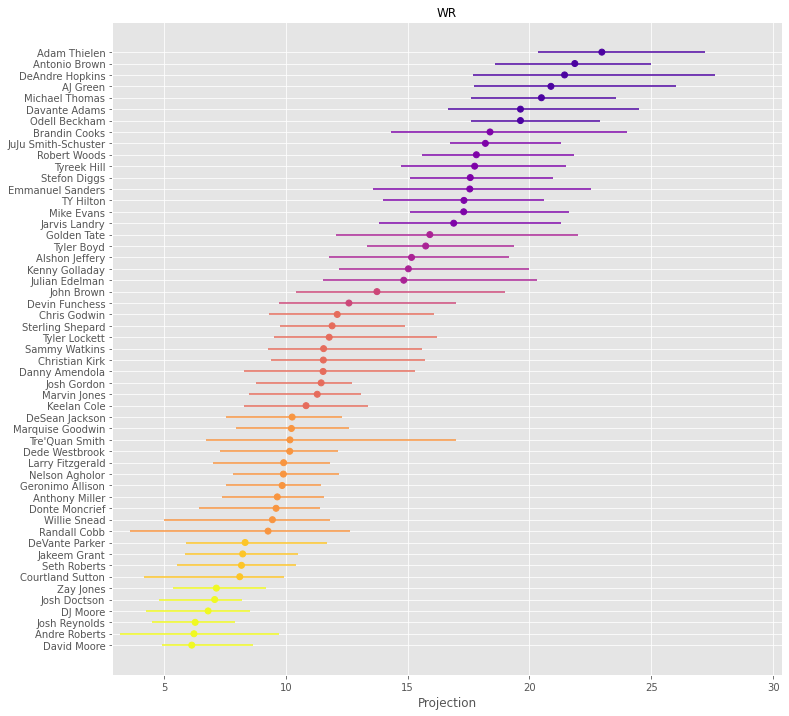 WR
Adam Thielen
Antonio Brown
DeAndre Hopkins
AJ Green
Michael Thomas
Davante Adams
Odell Beckham
Brandin Cooks
JuJu Smith-Schuster
Robert Woods
Tyreek Hill
Stefon Diggs
Emmanuel Sanders
TY Hilton
Mike Evans
Jarvis Landry
Golden Tate
Tyler Boyd
Alshon Jeffery
Kenny Golladay
Julian Edelman
John Brown
Devin Funchess
Chris Godwin
Sterling Shepard
Tyler Lockett
Sammy Watkins
Christian Kirk
Danny Amendola
Josh Gordon
Marvin Jones
Keelan Cole
DeSean Jackson
Marquise Goodwin
Tre'Quan Smith
Dede Westbrook
Larry Fitzgerald
Nelson Agholor
Geronimo Allison
Anthony Miller
Donte Moncrief
Willie Snead
Randall Cobb
DeVante Parker
Jakeem Grant
Seth Roberts
Courtland Sutton
Zay Jones
Josh Doctson
DJ Moore
Josh Reynolds
Andre Roberts
David Moore
5 10 15 20 25 30
Projection